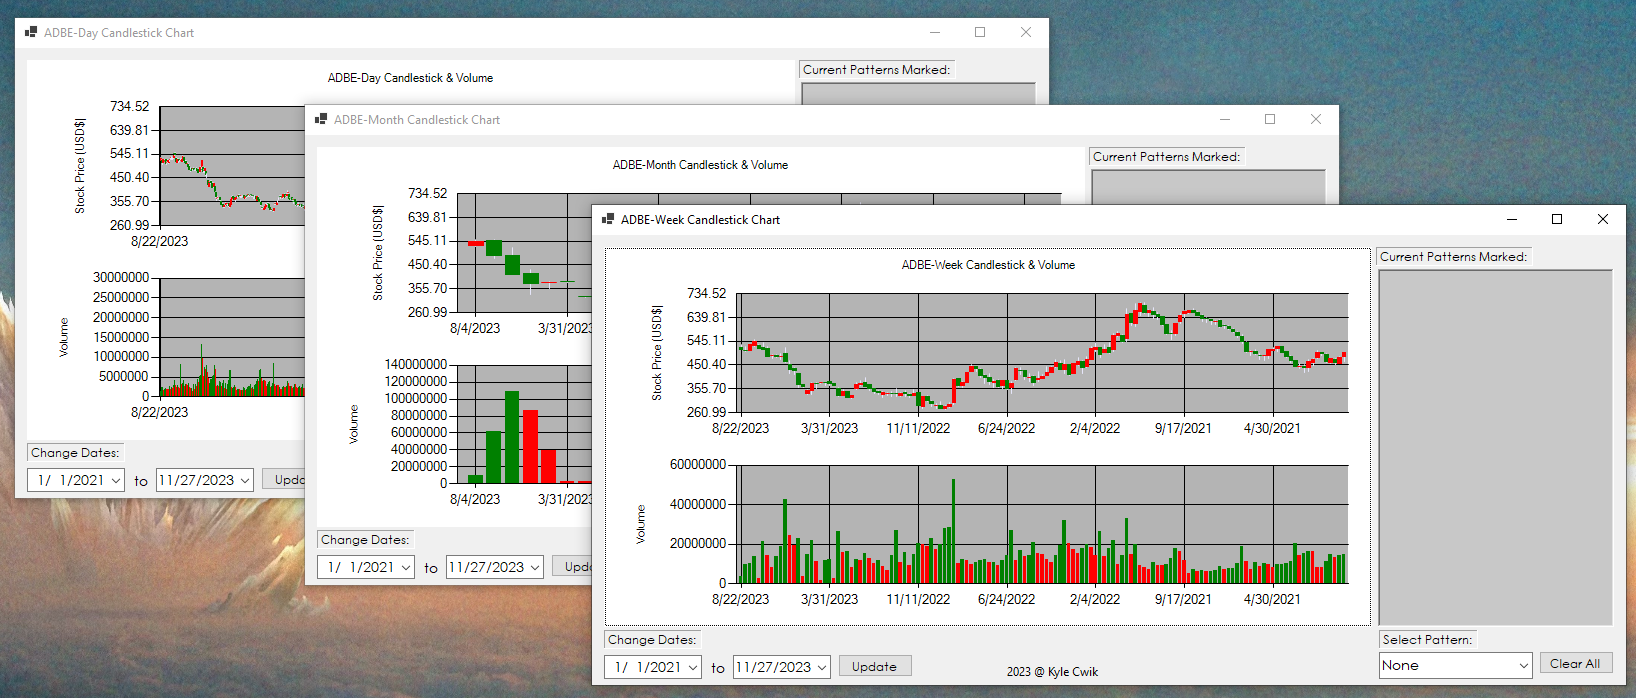 ADBE-Day Candlestick Chart
ADBE-Day Candlestick & Volume
Current Patterns Marked:
Stock Price (USD$)
734.52
639.81
545.11
450.40
355.70
260.99
8/22/2023
Volume
30000000
25000000
20000000
15000000
10000000
5000000
0
8/22/2023
Change Dates:
1/ 1/2021 to 11/27/2023
ADBE-Month Candlestick Chart
ADBE-Month Candlestick & Volume
Current Patterns Marked:
Stock Price (USD$)
734.52
639.81
545.11
450.40
355.70
260.99
8/4/2023 3/31/2023
Volume
140000000
120000000
100000000
80000000
60000000
40000000
20000000
0
8/4/2023 3/31/2023
Change Dates:
1/ 1/2021 to 11/27/2023
ADBE-Week Candlestick Chart
ADBE-Week Candlestick & Volume
Current Patterns Marked:
Stock Price (USD$)
734.52
639.81
545.11
450.40
355.70
260.99
8/22/2023 3/31/2023 11/11/2022 6/24/2022 2/4/2022 9/17/2021 4/30/2021
Volume
60000000
40000000
20000000
0
8/22/2023 3/31/2023 11/11/2022 6/24/2022 2/4/2022 9/17/2021 4/30/2021
Change Dates:
1/ 1/2021 to 11/27/2023 Update
2023 @ Kyle Cwik
Select Pattern:
None Clear All